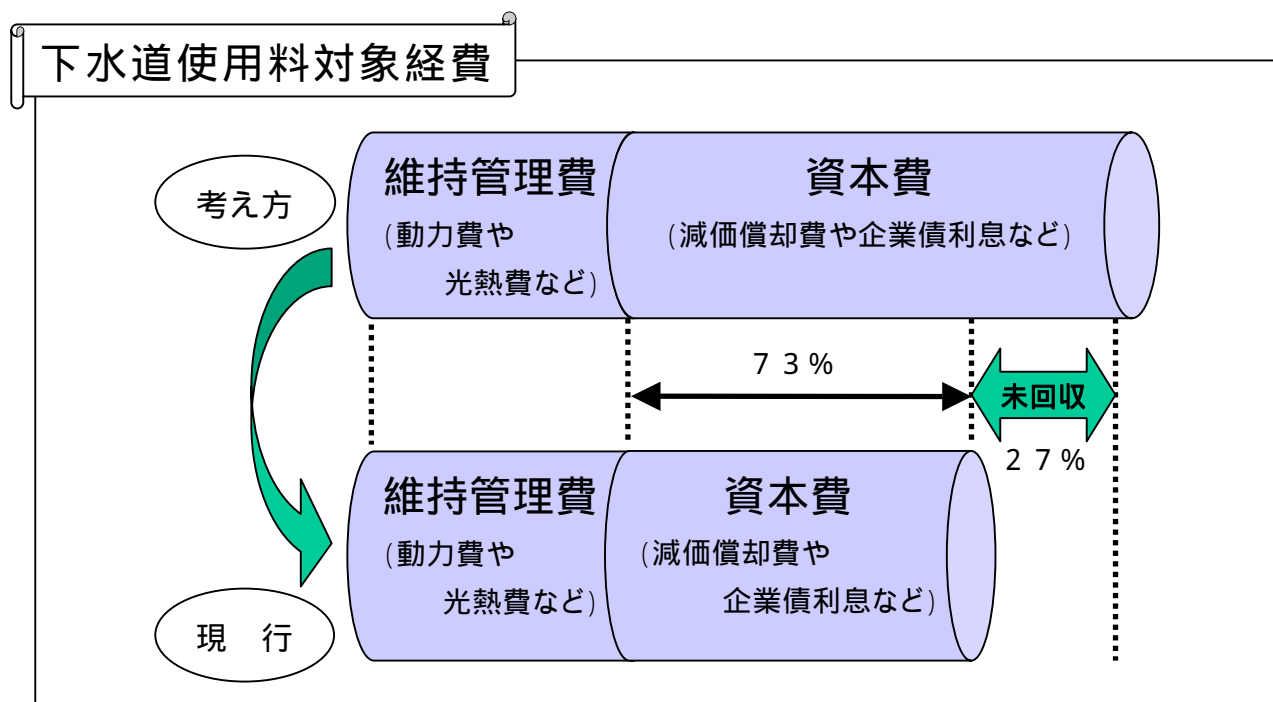 下水道使用料対象経費
考え方
維持管理費
(動力費や
光熱費など)
資本費
(減価償却費や企業債利息など)
73%
未回収
27%
現 行
維持管理費
(動力費や
光熱費など)
資本費
(減価償却費や
企業債利息など)